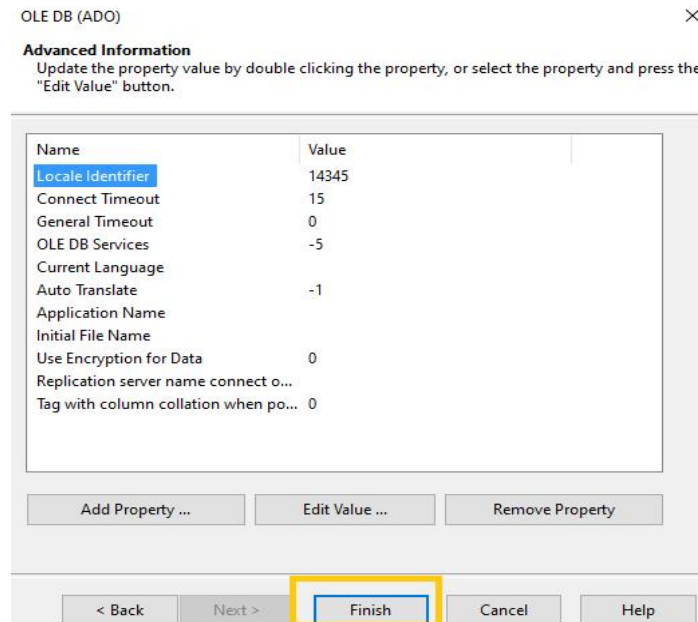 OLE DB (ADO)
Advanced Information
Update the property value by double clicking the property, or select the property and press the
"Edit Value" button.
Name Value
Locale Identifier 14345
Connect Timeout 15
General Timeout 0
OLE DB Services -5
Current Language
Auto Translate -1
Application Name
Initial File Name
Use Encryption for Data 0
Replication server name connect o...
Tag with column collation when po... 0
Add Property ... Edit Value ... Remove Property
< Back Next > Finish Cancel Help